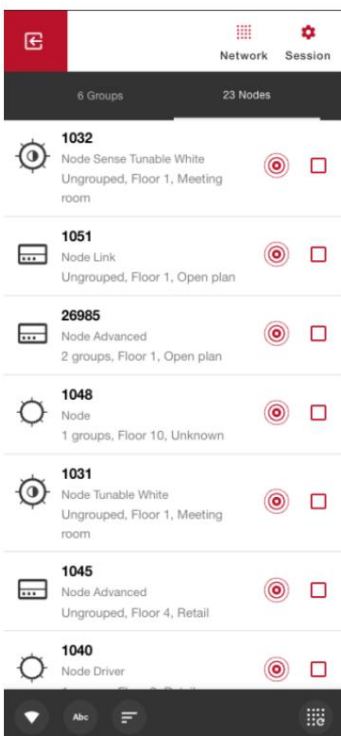 Network Session
6 Groups 23 Nodes
1032
Node Sense Tunable White
Ungrouped, Floor 1, Meeting
room
1051
Node Link
Ungrouped, Floor 1, Open plan
26985
Node Advanced
2 groups, Floor 1, Open plan
1048
Node
1 groups, Floor 10, Unknown
1031
Node Tunable White
Ungrouped, Floor 1, Meeting
room
1045
Node Advanced
Ungrouped, Floor 4, Retail
1040
Node Driver
Abc